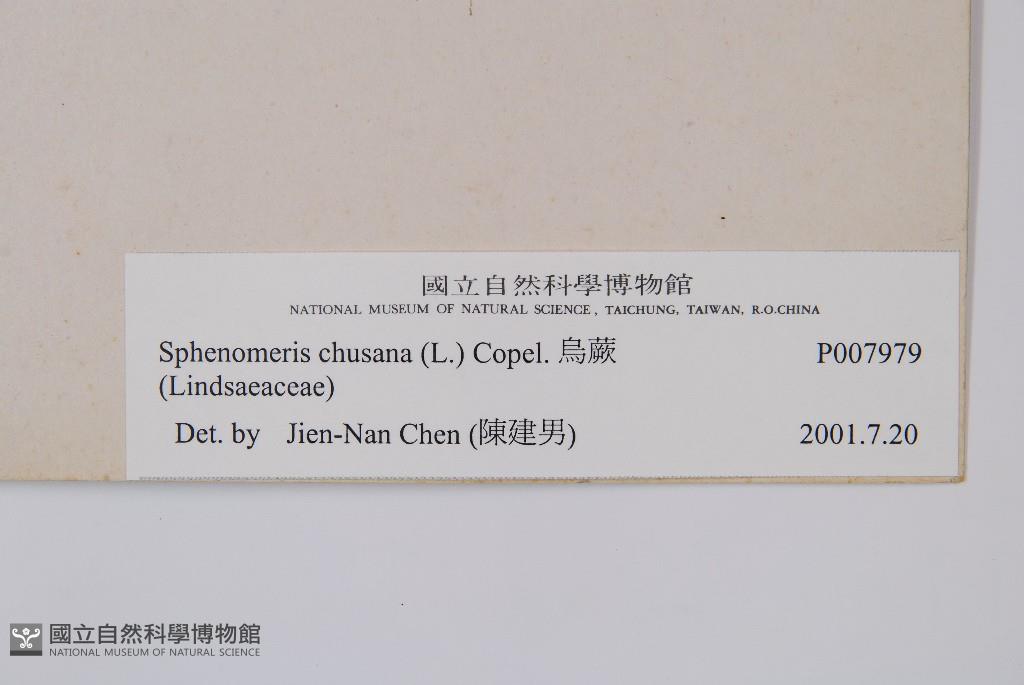 國立自然科學博物館
NATIONAL MUSEUM OF NATURAL SCIENCE, TAICHUNG, TAIWAN, R.O.CHINA
Sphenomeris chusana (L.) Copel. 烏蕨 P007979
(Lindsaeaceae)
Det. by Jien-Nan Chen (陳建男) 2001.7.20
國立自然科學博物館
NATIONAL MUSEUM OF NATURAL SCIENCE